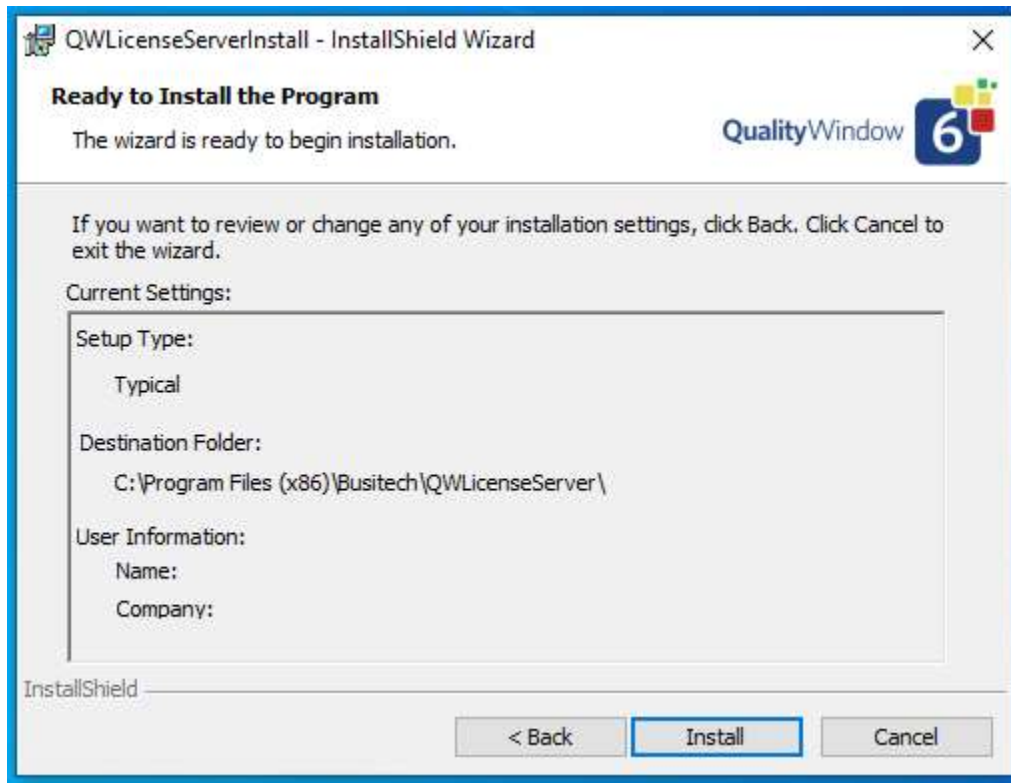 QWLicenseServerInstall - InstallShield Wizard
Ready to Install the Program
The wizard is ready to begin installation.
QualityWindow 6
If you want to review or change any of your installation settings, click Back. Click Cancel to
exit the wizard.
Current Settings:
Setup Type:
Typical
Destination Folder:
C:\Program Files (x86)\Busitech\QWLicenseServer\
User Information:
Name:
Company:
InstallShield
< Back
Install
Cancel